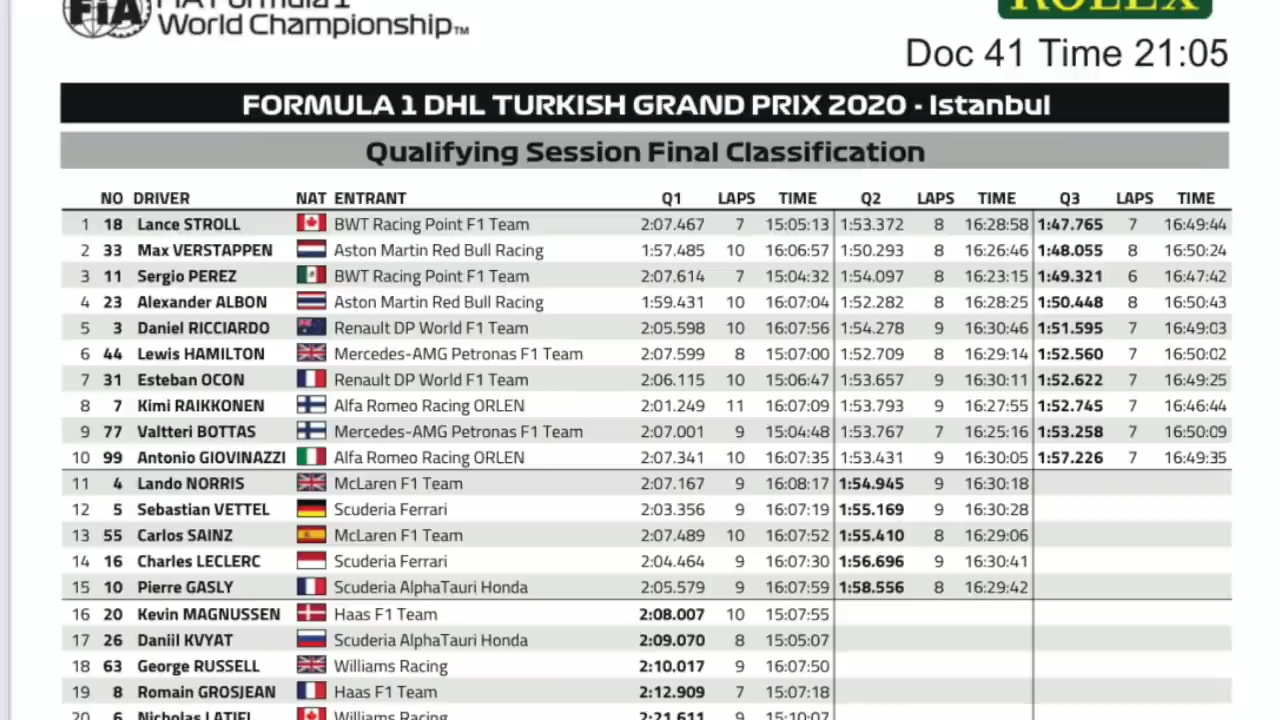 FIA
FIA Formula 1
World Championship™
ROLEX
Doc 41 Time 21:05
FORMULA 1 DHL TURKISH GRAND PRIX 2020 - Istanbul
Qualifying Session Final Classification
NO DRIVER NAT ENTRANT Q1 LAPS TIME Q2 LAPS TIME Q3 LAPS TIME
1 18 Lance STROLL BWT Racing Point F1 Team 2:07.467 7 15:05:13 1:53.372 8 16:28:58 1:47.765 7 16:49:44
2 33 Max VERSTAPPEN Aston Martin Red Bull Racing 1:57.485 10 16:06:57 1:50.293 8 16:26:46 1:48.055 8 16:50:24
3 11 Sergio PEREZ BWT Racing Point F1 Team 2:07.614 7 15:04:32 1:54.097 8 16:23:15 1:49.321 6 16:47:42
4 23 Alexander ALBON Aston Martin Red Bull Racing 1:59.431 10 16:07:04 1:52.282 8 16:28:25 1:50.448 8 16:50:43
5 3 Daniel RICCIARDO Renault DP World F1 Team 2:05.598 10 16:07:56 1:54.278 9 16:30:46 1:51.595 7 16:49:03
6 44 Lewis HAMILTON Mercedes-AMG Petronas F1 Team 2:07.599 8 15:07:00 1:52.709 8 16:29:14 1:52.560 7 16:50:02
7 31 Esteban OCON Renault DP World F1 Team 2:06.115 10 15:06:47 1:53.657 9 16:30:11 1:52.622 7 16:49:25
8 7 Kimi RAIKKONEN Alfa Romeo Racing ORLEN 2:01.249 11 16:07:09 1:53.793 9 16:27:55 1:52.745 7 16:46:44
9 77 Valtteri BOTTAS Mercedes-AMG Petronas F1 Team 2:07.001 9 15:04:48 1:53.767 7 16:25:16 1:53.258 7 16:50:09
10 99 Antonio GIOVINAZZI Alfa Romeo Racing ORLEN 2:07.341 10 16:07:35 1:53.431 9 16:30:05 1:57.226 7 16:49:35
11 4 Lando NORRIS McLaren F1 Team 2:07.167 9 16:08:17 1:54.945 9 16:30:18
12 5 Sebastian VETTEL Scuderia Ferrari 2:03.356 9 16:07:19 1:55.169 9 16:30:28
13 55 Carlos SAINZ McLaren F1 Team 2:07.489 10 16:07:52 1:55.410 8 16:29:06
14 16 Charles LECLERC Scuderia Ferrari 2:04.464 9 16:07:30 1:56.696 9 16:30:41
15 10 Pierre GASLY Scuderia AlphaTauri Honda 2:05.579 9 16:07:59 1:58.556 8 16:29:42
16 20 Kevin MAGNUSSEN Haas F1 Team 2:08.007 10 15:07:55
17 26 Daniil KVYAT Scuderia AlphaTauri Honda 2:09.070 8 15:05:07
18 63 George RUSSELL Williams Racing 2:10.017 9 16:07:50
19 8 Romain GROSJEAN Haas F1 Team 2:12.909 7 15:07:18
20 6 Nicholas LATIFI Williams Racing 2:21.611 9 15:10:07